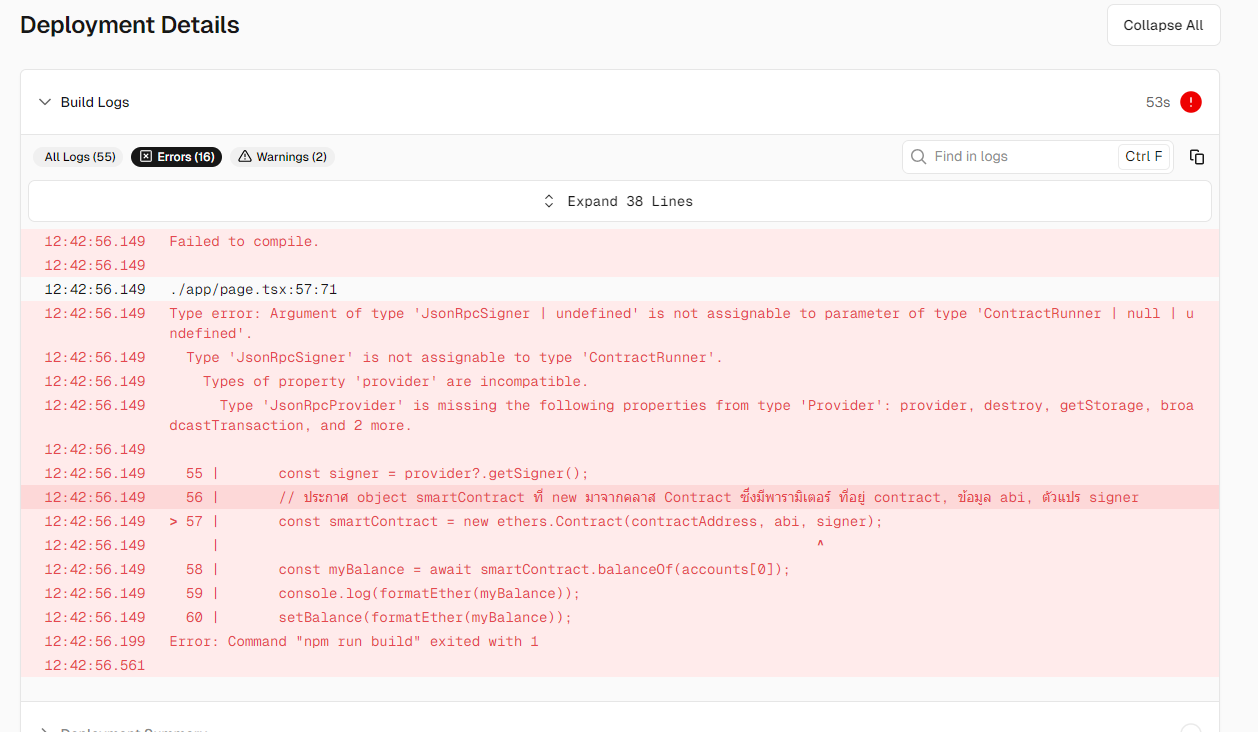 Deployment Details
Collapse All
Build Logs
53s
All Logs (55)
Errors (16)
Warnings (2)
Find in logs
Ctrl F
Expand 38 Lines
12:42:56.149 Failed to compile.
12:42:56.149
12:42:56.149 ./app/page.tsx:57:71
12:42:56.149 Type error: Argument of type 'JsonRpcSigner | undefined' is not assignable to parameter of type 'ContractRunner | null | u
ndefined'.
12:42:56.149 Type 'JsonRpcSigner' is not assignable to type 'ContractRunner'.
12:42:56.149 Types of property 'provider' are incompatible.
12:42:56.149 Type 'JsonRpcProvider' is missing the following properties from type 'Provider': provider, destroy, getStorage, broa
dcastTransaction, and 2 more.
12:42:56.149
12:42:56.149 55 | const signer = provider?.getSigner();
12:42:56.149 56 | // ประกาศ object smartContract ที่ new มาจากคลาส Contract ซึ่งมีพารามิเตอร์ ที่อยู่ contract, ข้อมูล abi, ตัวแปร signer
12:42:56.149 > 57 | const smartContract = new ethers.Contract(contractAddress, abi, signer);
12:42:56.149 | ^
12:42:56.149 58 | const myBalance = await smartContract.balanceOf(accounts[0]);
12:42:56.149 59 | console.log(formatEther(myBalance));
12:42:56.149 60 | setBalance(formatEther(myBalance));
12:42:56.199 Error: Command "npm run build" exited with 1
12:42:56.561
Deployment Summary